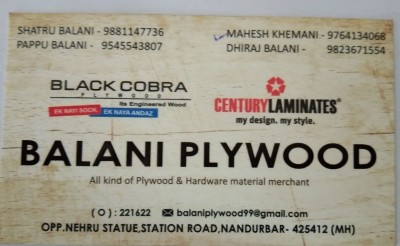 SHATRU BALANI - 9881147736
PAPPU BALANI - 9545543807
MAHESH KHEMANI - 9764134068
DHIRAJ BALANI - 9823671554
BLACK COBRA
PLYWOOD
Its Engineered Wood
EK NAYI SOCH, EK NAYA ANDAZ
CENTURYLAMINATES®
my design. my style.
BALANI PLYWOOD
All kind of Plywood & Hardware material merchant
( O ) : 221622 balaniplywood99@gmail.com
OPP.NEHRU STATUE,STATION ROAD,NANDURBAR- 425412 (MH)